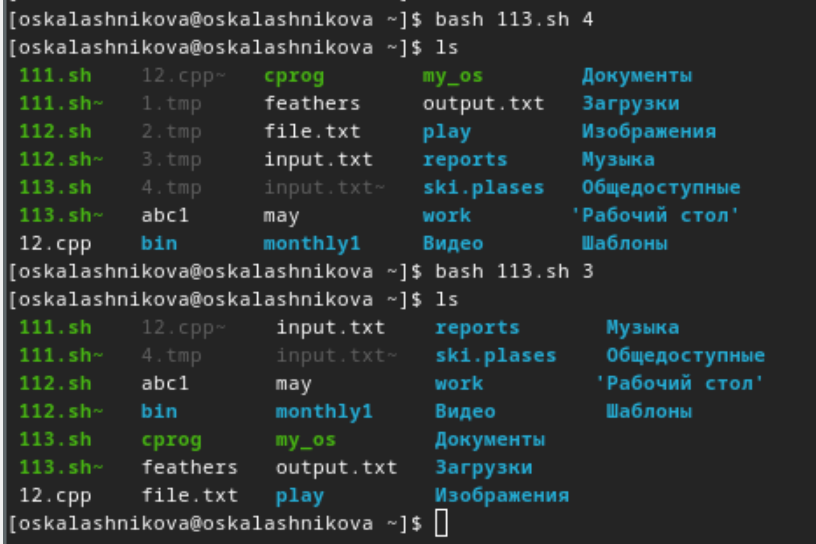 [oskalashnikova@oskalashnikova ~]$ bash 113.sh 4
[oskalashnikova@oskalashnikova ~]$ ls
111.sh 12.cpp~ cprog my_os Документы
111.sh~ 1.tmp feathers output.txt Загрузки
112.sh 2.tmp file.txt play Изображения
112.sh~ 3.tmp input.txt reports Музыка
113.sh 4.tmp input.txt~ ski.plases Общедоступные
113.sh~ abc1 may work 'Рабочий стол'
12.cpp bin monthly1 Видео Шаблоны
[oskalashnikova@oskalashnikova ~]$ bash 113.sh 3
[oskalashnikova@oskalashnikova ~]$ ls
111.sh 12.cpp~ input.txt reports Музыка
111.sh~ 4.tmp input.txt~ ski.plases Общедоступные
112.sh abc1 may work 'Рабочий стол'
112.sh~ bin monthly1 Видео Шаблоны
113.sh cprog my_os Документы
113.sh~ feathers output.txt Загрузки
12.cpp file.txt play Изображения
[oskalashnikova@oskalashnikova ~]$